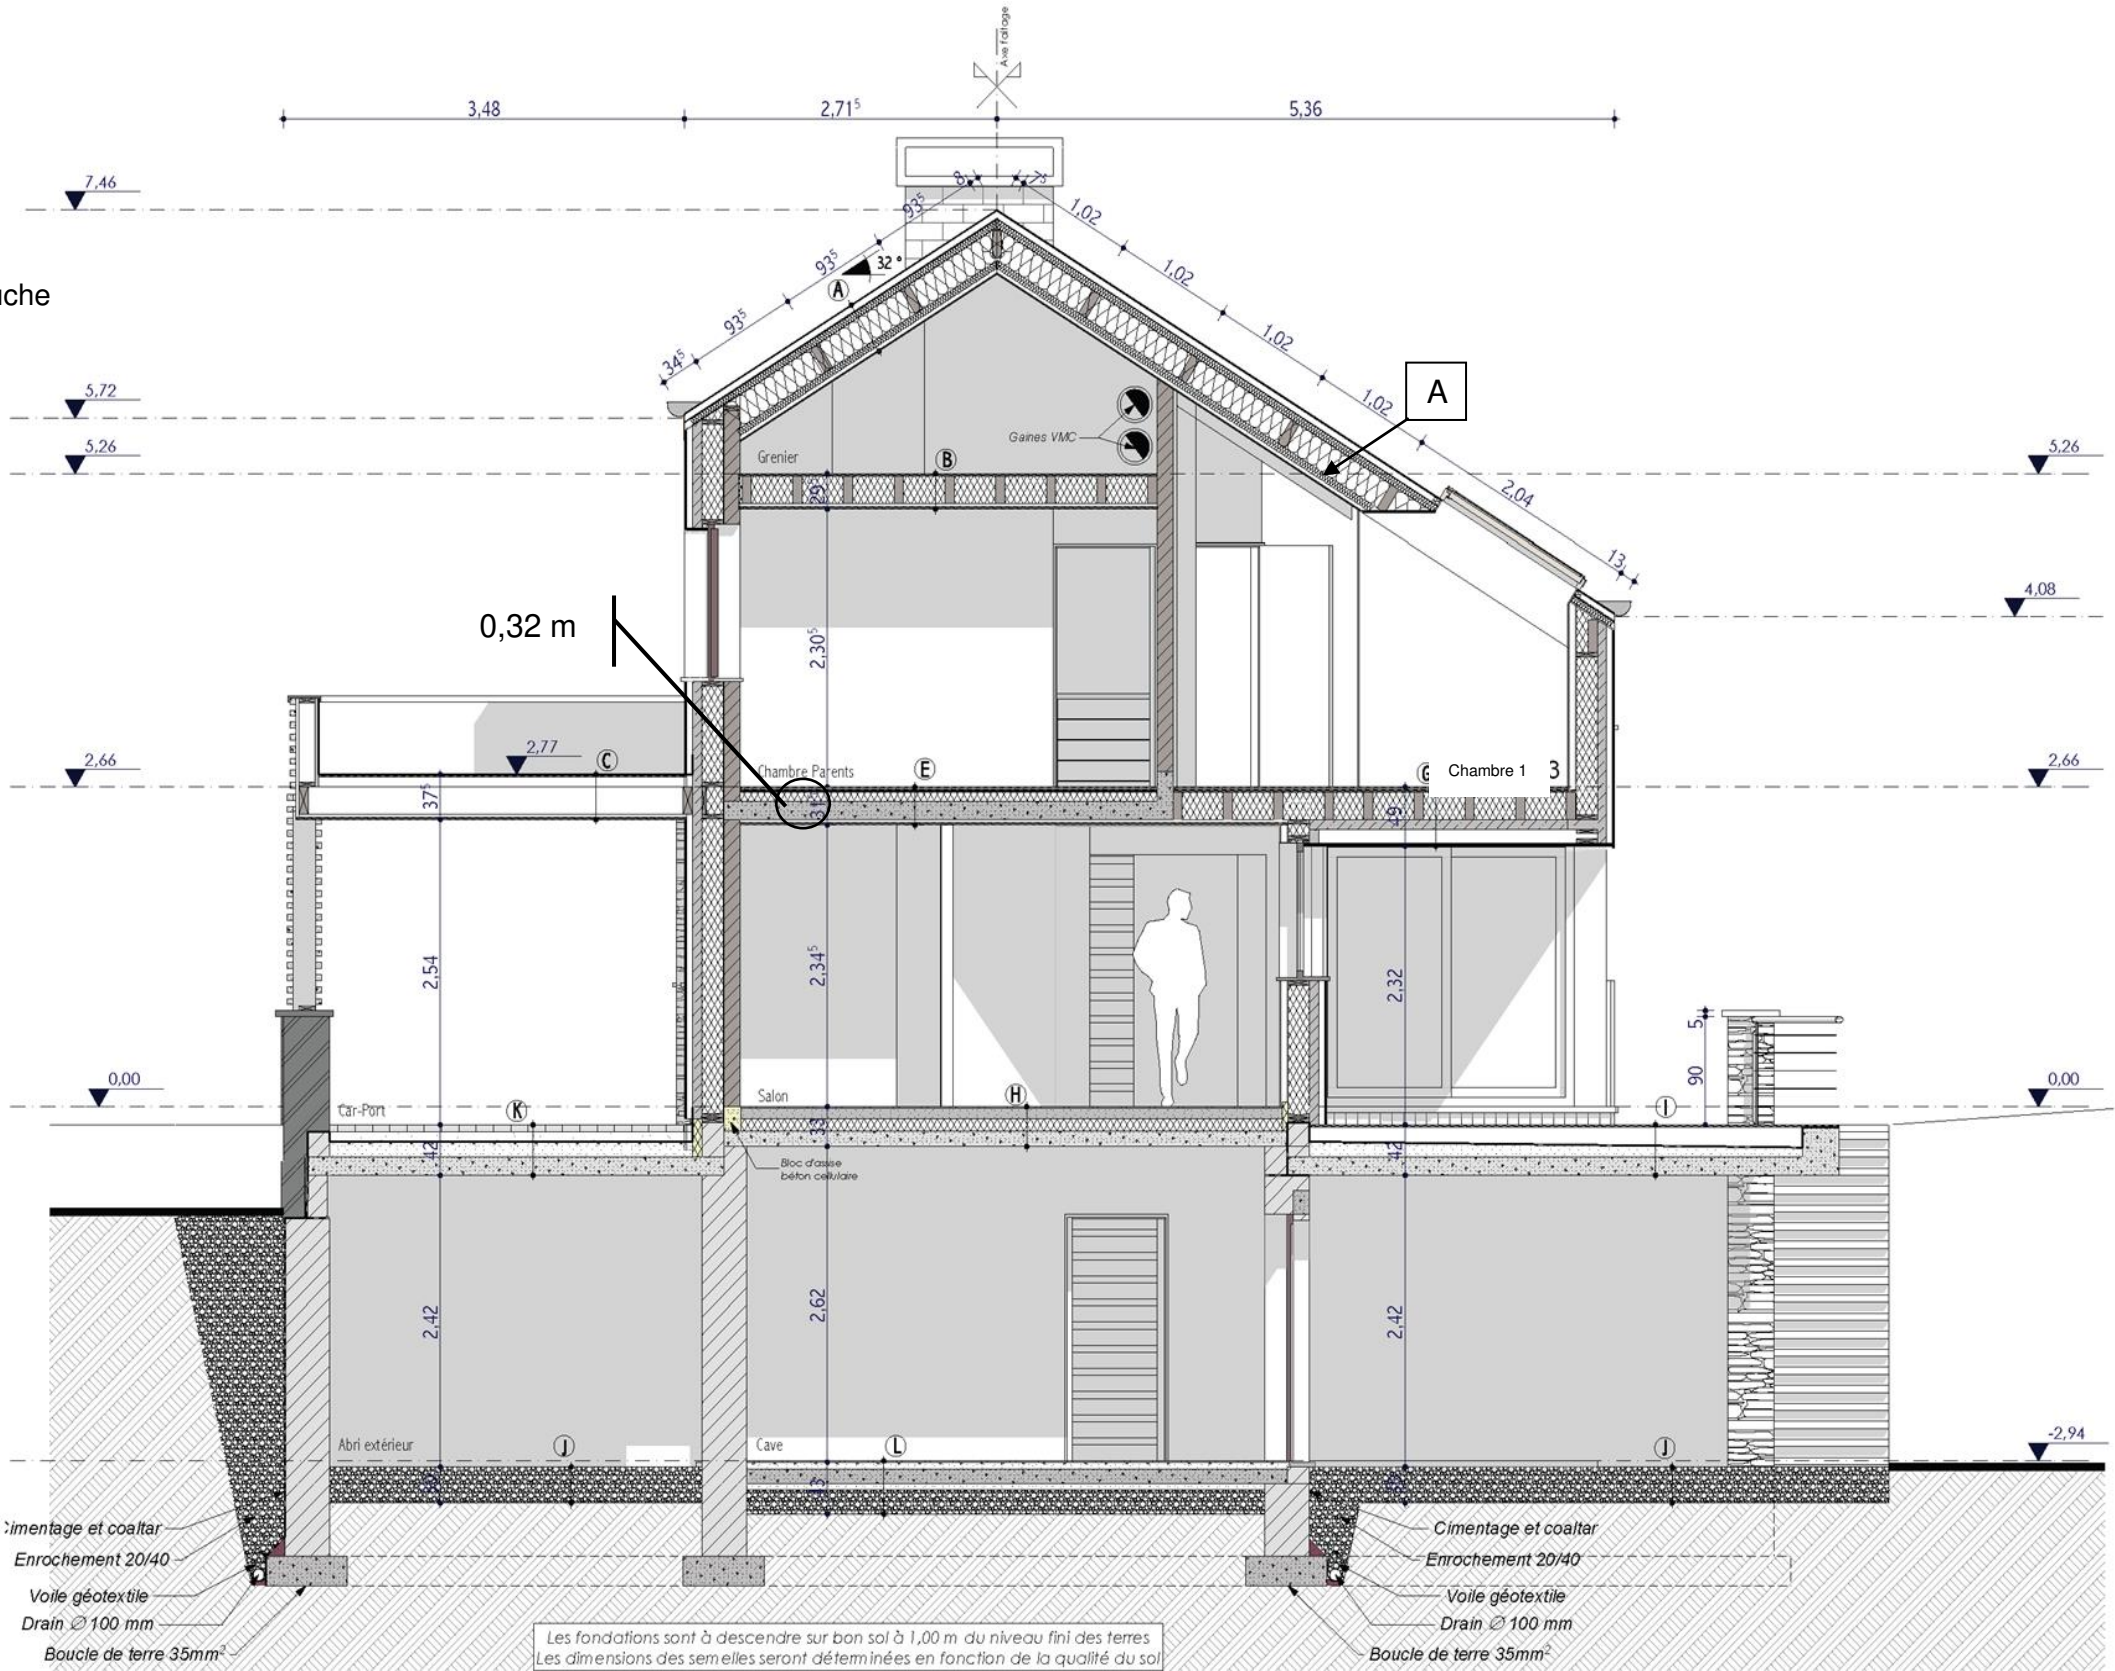 Axe faîtage
3,48
2,71⁵
5,36
7,46
8
7⁵
93⁵
1,02
93⁵
32°
1,02
A
uche
93⁵
1,02
34⁵
1,02
A
5,72
5,26
Gaines VMC
5,26
Grenier
B
29
2,04
13
4,08
0,32 m
2,30⁵
2,77
C
2,66
Chambre Parents
E
G
Chambre 1
3
2,66
37⁵
49
2,54
2,34⁵
2,32
5
90
0,00
0,00
Car-Port
K
Salon
H
I
33
42
42
Bloc d'assise
béton cellulaire
2,42
2,62
2,42
Abri extérieur
J
Cave
L
J
-2,94
Cimentage et coaltar
Enrochement 20/40
Voile géotextile
Drain Ø 100 mm
Boucle de terre 35mm²
Cimentage et coaltar
Enrochement 20/40
Voile géotextile
Drain Ø 100 mm
Boucle de terre 35mm²
Les fondations sont à descendre sur bon sol à 1,00 m du niveau fini des terres
Les dimensions des semelles seront déterminées en fonction de la qualité du sol